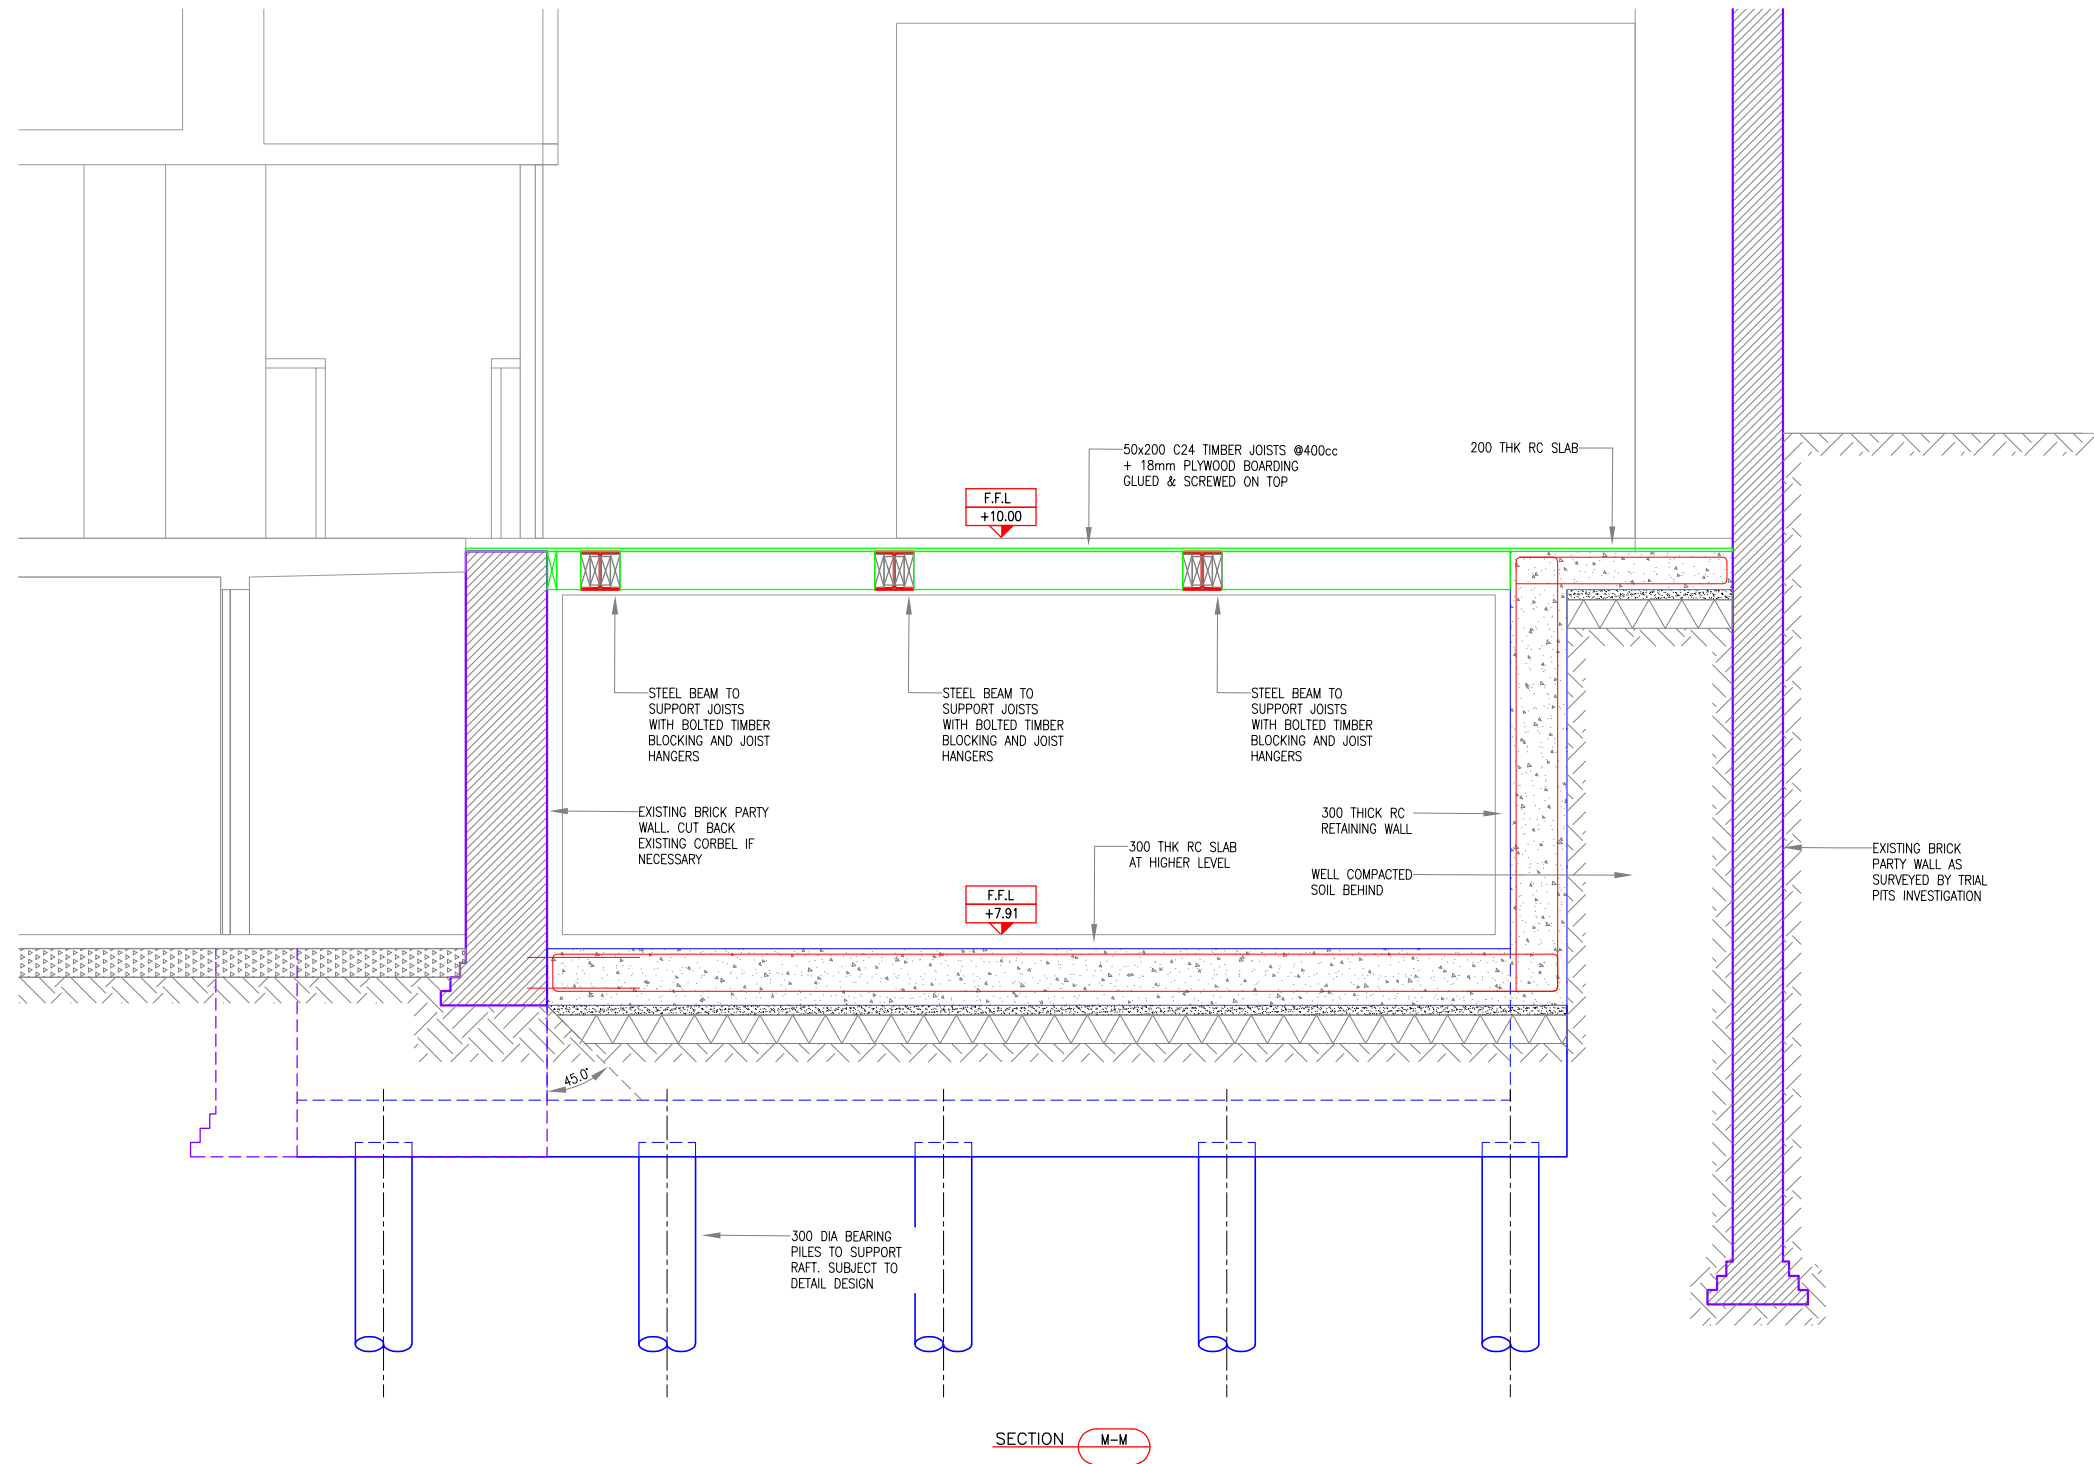 50x200 C24 TIMBER JOISTS @400cc
+ 18mm PLYWOOD BOARDING
GLUED & SCREWED ON TOP
200 THK RC SLAB
F.F.L
+10.00
STEEL BEAM TO
SUPPORT JOISTS
WITH BOLTED TIMBER
BLOCKING AND JOIST
HANGERS
STEEL BEAM TO
SUPPORT JOISTS
WITH BOLTED TIMBER
BLOCKING AND JOIST
HANGERS
STEEL BEAM TO
SUPPORT JOISTS
WITH BOLTED TIMBER
BLOCKING AND JOIST
HANGERS
EXISTING BRICK PARTY
WALL. CUT BACK
EXISTING CORBEL IF
NECESSARY
300 THICK RC
RETAINING WALL
300 THK RC SLAB
AT HIGHER LEVEL
WELL COMPACTED
SOIL BEHIND
EXISTING BRICK
PARTY WALL AS
SURVEYED BY TRIAL
PITS INVESTIGATION
F.F.L
+7.91
45.0°
300 DIA BEARING
PILES TO SUPPORT
RAFT. SUBJECT TO
DETAIL DESIGN
SECTION M-M